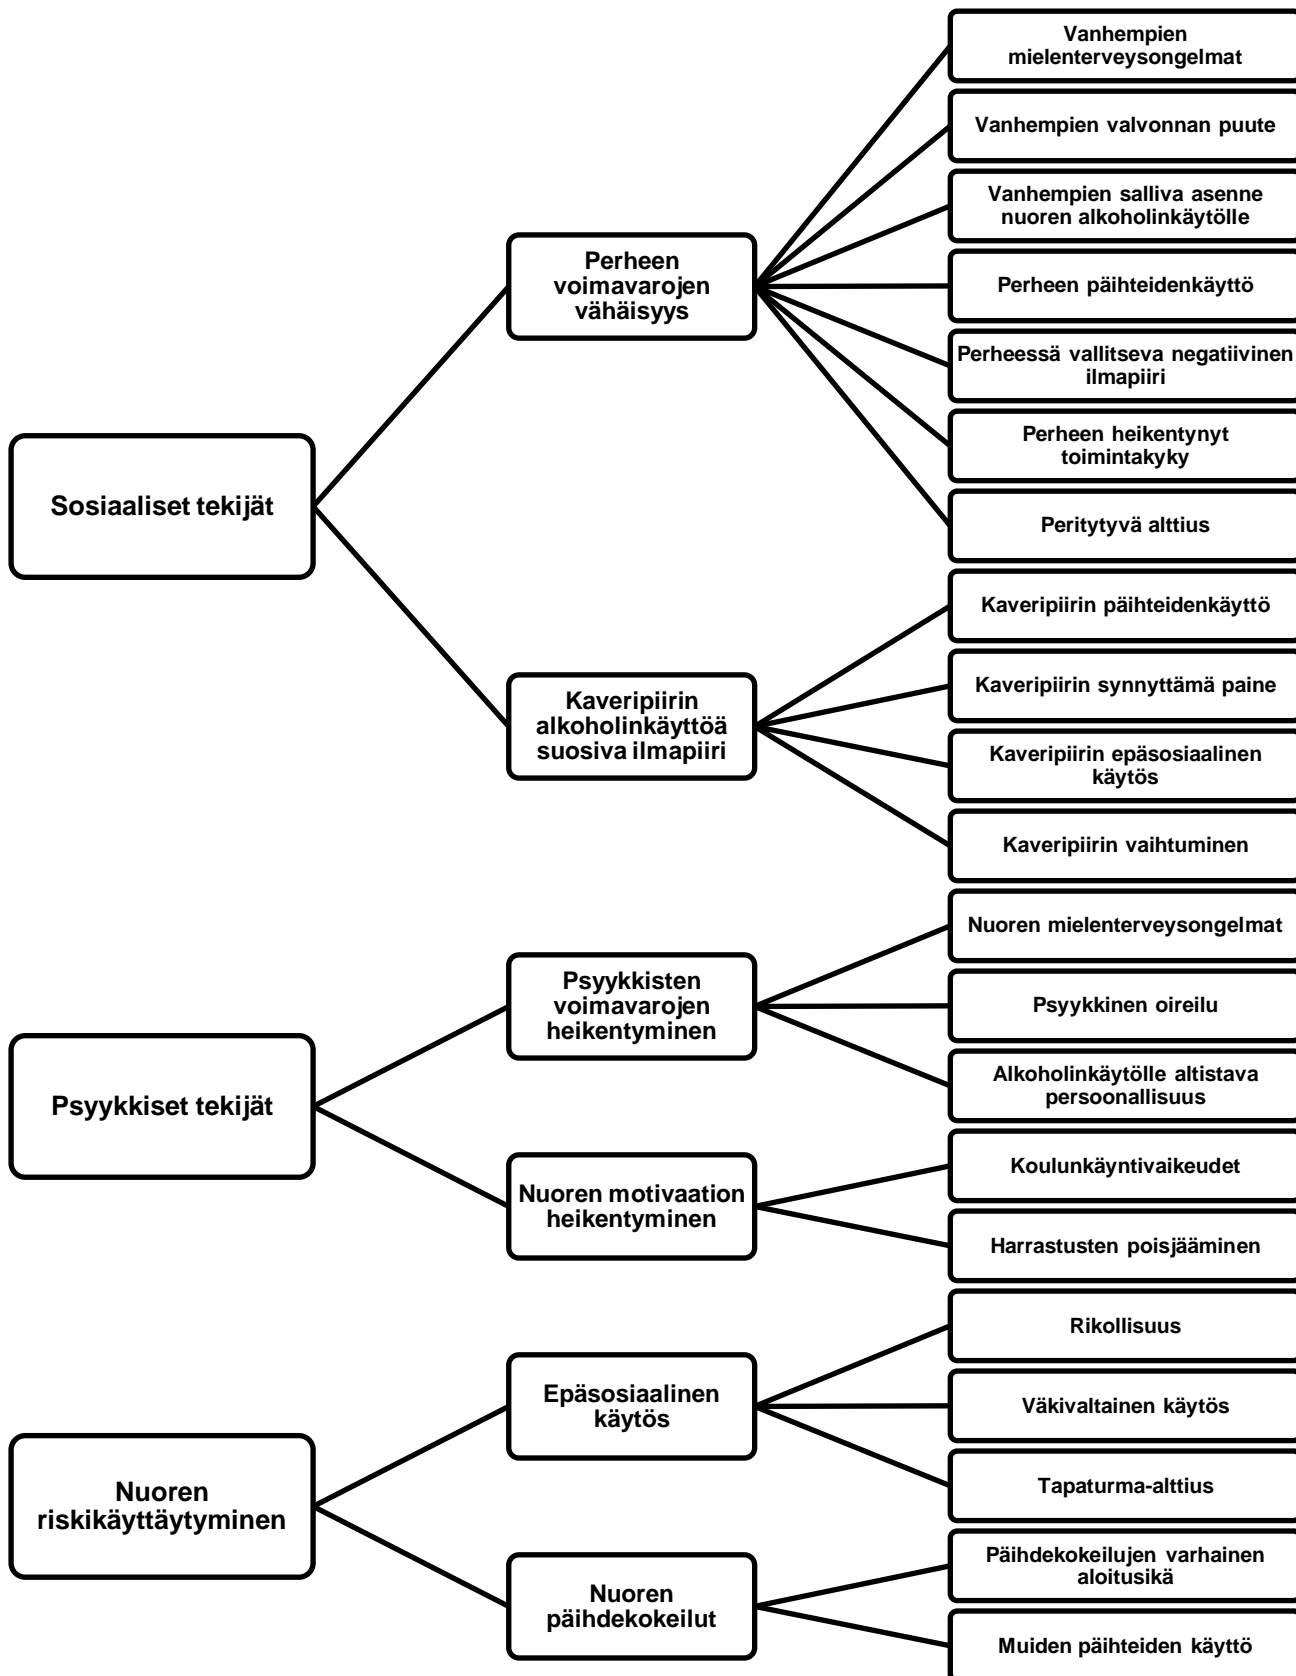 Vanhempien
mielenterveysongelmat
Vanhempien valvonnan puute
Vanhempien salliva asenne
nuoren alkoholinkäytölle
Perheen
voimavarojen
vähäisyys
Perheen päihteidenkäyttö
Perheessä vallitseva negatiivinen
ilmapiiri
Perheen heikentynyt
toimintakyky
Sosiaaliset tekijät
Peritytyvä alttius
Kaveripiirin päihteidenkäyttö
Kaveripiirin
alkoholinkäyttöä
suosiva ilmapiiri
Kaveripiirin synnyttämä paine
Kaveripiirin epäsosiaalinen
käytös
Kaveripiirin vaihtuminen
Nuoren mielenterveysongelmat
Psyykkisten
voimavarojen
heikentyminen
Psyykkinen oireilu
Alkoholinkäytölle altistava
persoonallisuus
Psyykkiset tekijät
Koulunkäyntivaikeudet
Nuoren motivaation
heikentyminen
Harrastusten poisjääminen
Rikollisuus
Epäsosiaalinen
käytös
Väkivaltainen käytös
Tapaturma-alttius
Nuoren
riskikäyttäytyminen
Päihdekokeilujen varhainen
aloitusikä
Nuoren
päihdekokeilut
Muiden päihteiden käyttö